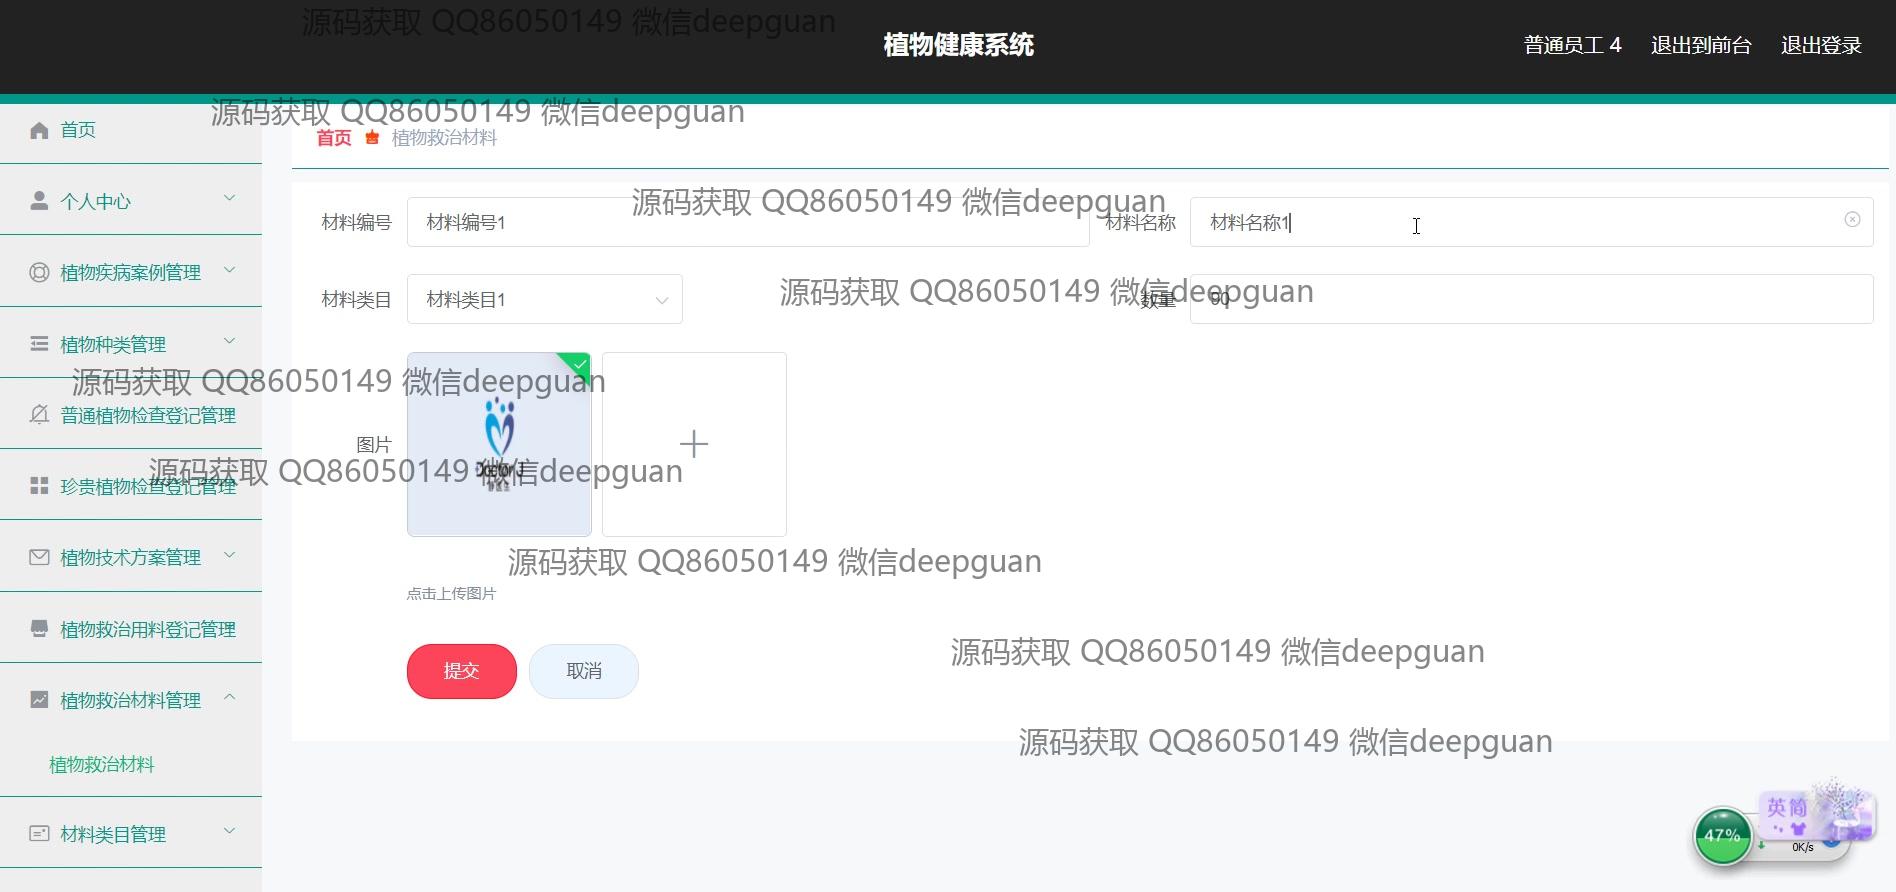 源码获取 QQ86050149 微信deepguan
植物健康系统
普通员工 4 退出到前台 退出登录
源码获取 QQ86050149 微信deepguan
首页
首页 植物救治材料
个人中心
源码获取 QQ86050149 微信deepguan
材料编号 材料编号1 材料名称 材料名称1
植物疾病案例管理
材料类目 材料类目1 数量 90
源码获取 QQ86050149 微信deepguan
植物种类管理
源码获取 QQ86050149 微信deepguan
普通植物检查登记管理
图片
源码获取 QQ86050149 微信deepguan
珍贵植物检查登记管理
植物技术方案管理
源码获取 QQ86050149 微信deepguan
点击上传图片
植物救治用料登记管理
源码获取 QQ86050149 微信deepguan
提交 取消
植物救治材料管理
源码获取 QQ86050149 微信deepguan
植物救治材料
英简
材料类目管理
47%
0K/s